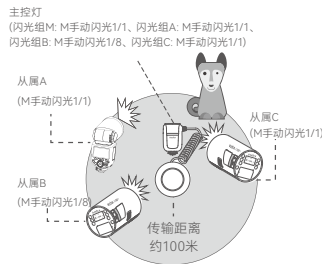 主控灯
(闪光组M: M手动闪光1/1、闪光组A: M手动闪光1/1、
闪光组B: M手动闪光1/8、闪光组C: M手动闪光1/1)
从属A
(M手动闪光1/1)
从属C
(M手动闪光1/1)
从属B
(M手动闪光1/8)
传输距离
约100米